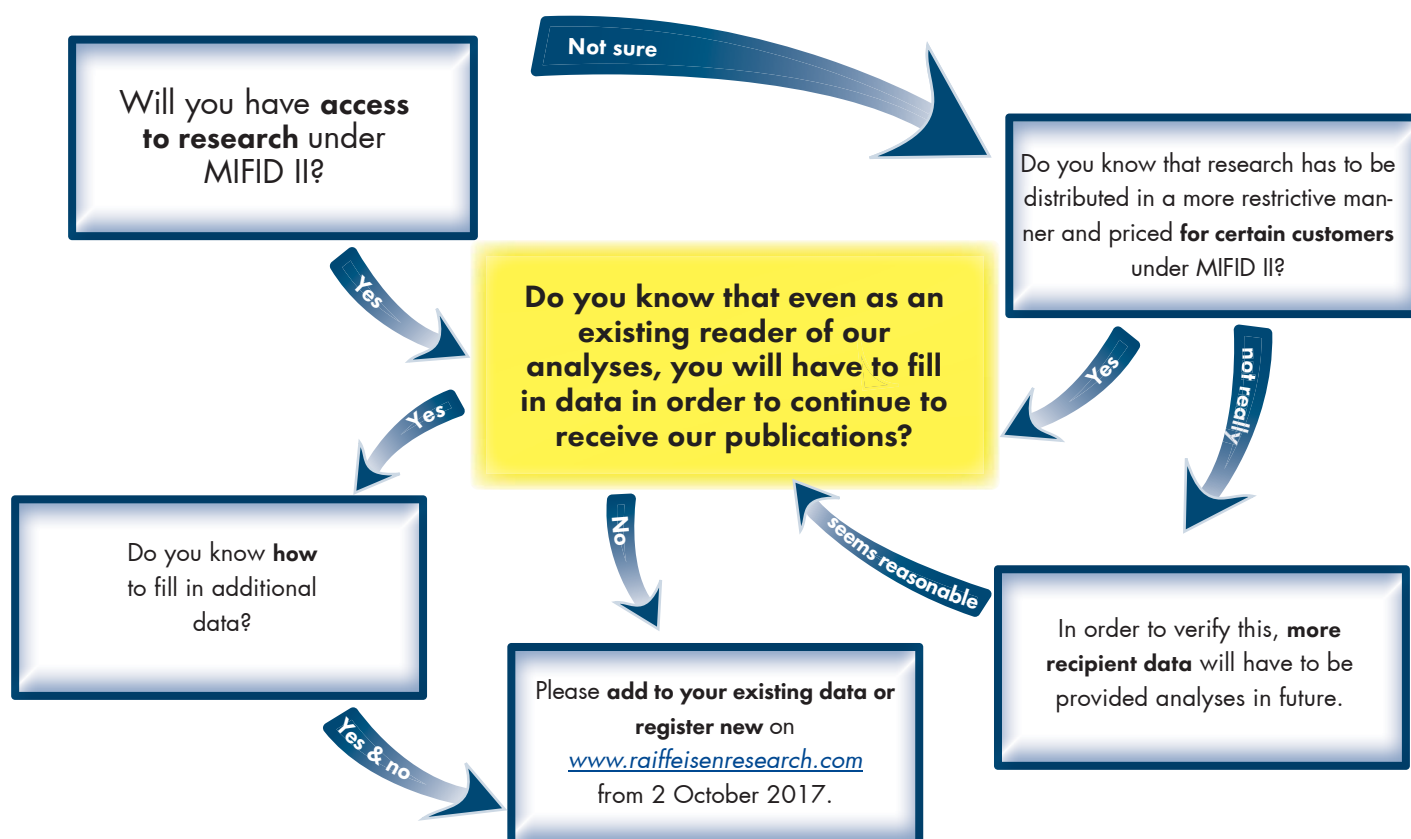 Not sure
Will you have access
to research under
MIFID II?
Do you know that research has to be
distributed in a more restrictive man-
ner and priced for certain customers
under MIFID II?
Yes
Do you know that even as an
existing reader of our
analyses, you will have to fill
in data in order to continue to
receive our publications?
Yes
not really
Yes
No
seems reasonable
Do you know how
to fill in additional
data?
In order to verify this, more
recipient data will have to be
provided analyses in future.
Yes & no
Please add to your existing data or
register new on
www.raiffeisenresearch.com
from 2 October 2017.